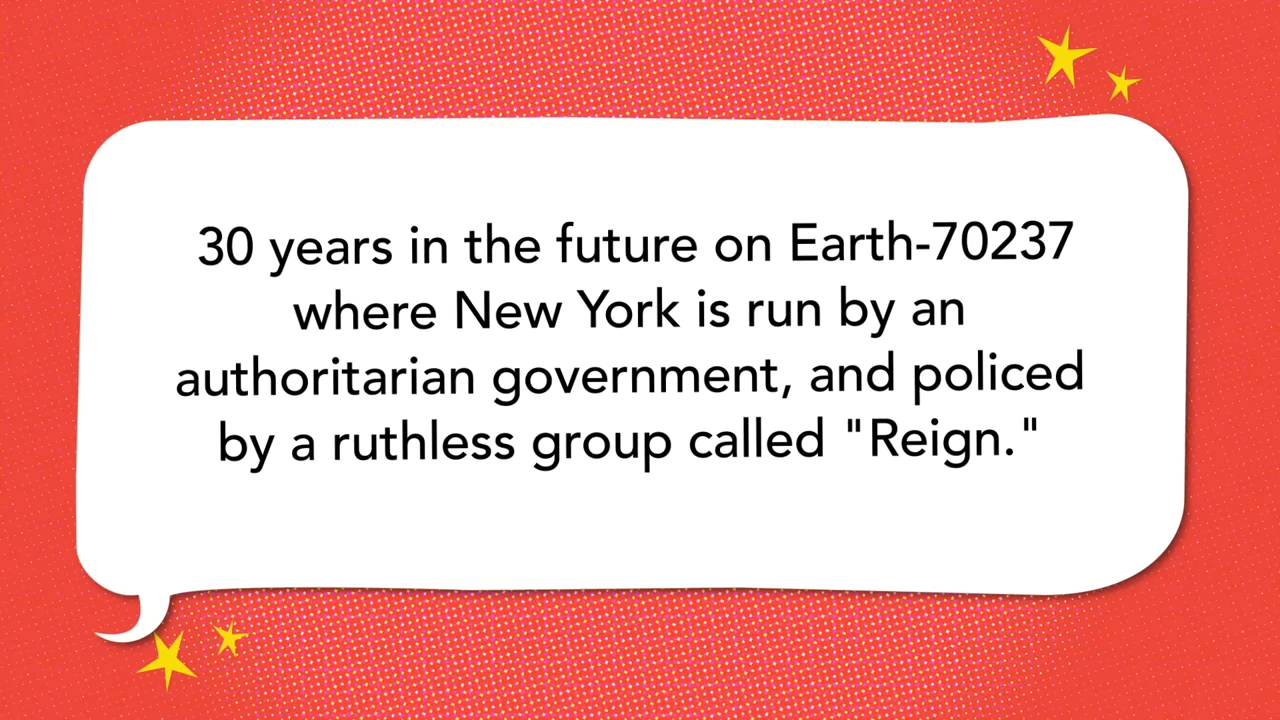 30 years in the future on Earth-70237
where New York is run by an
authoritarian government, and policed
by a ruthless group called "Reign."